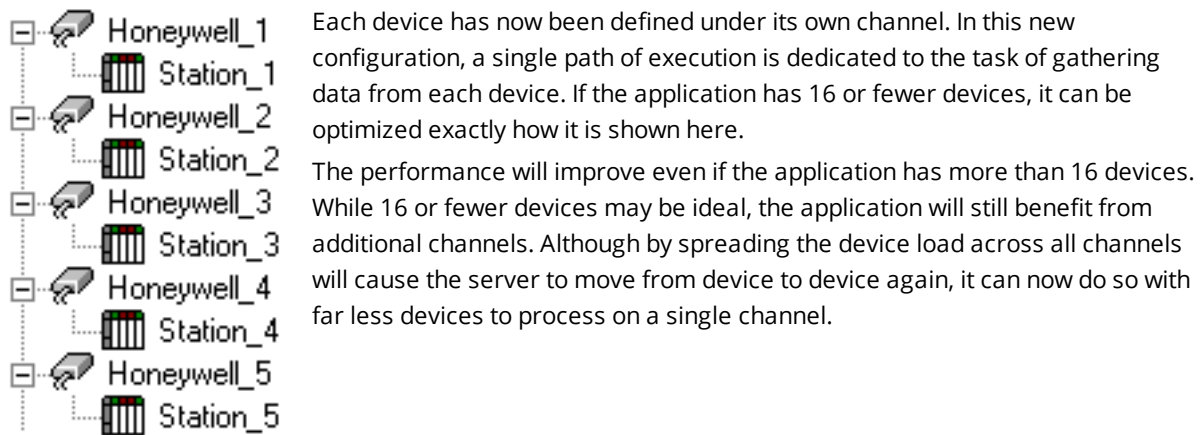 Honeywell_1
Station_1
Honeywell_2
Station_2
Honeywell_3
Station_3
Honeywell_4
Station_4
Honeywell_5
Station_5
Each device has now been defined under its own channel. In this new
configuration, a single path of execution is dedicated to the task of gathering
data from each device. If the application has 16 or fewer devices, it can be
optimized exactly how it is shown here.
The performance will improve even if the application has more than 16 devices.
While 16 or fewer devices may be ideal, the application will still benefit from
additional channels. Although by spreading the device load across all channels
will cause the server to move from device to device again, it can now do so with
far less devices to process on a single channel.